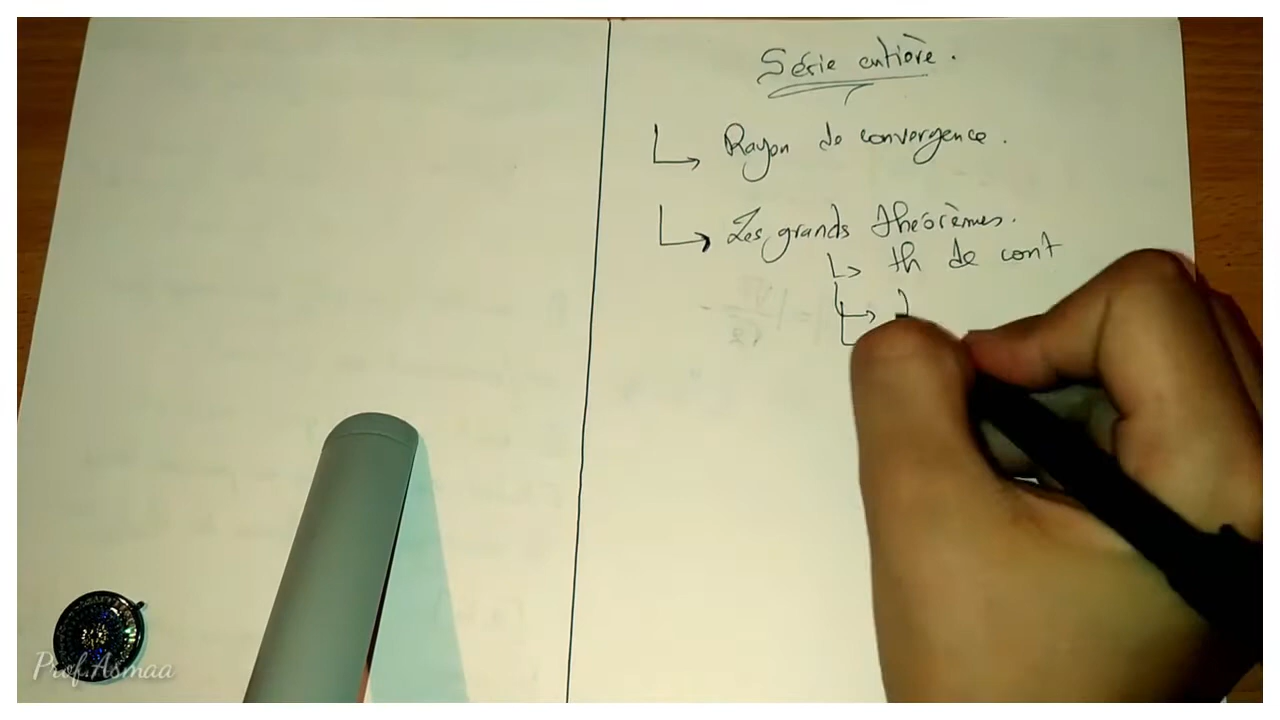 Série entière.
Rayon de convergence.
Les grands théorèmes.
th de cont
Prof.Asmaa